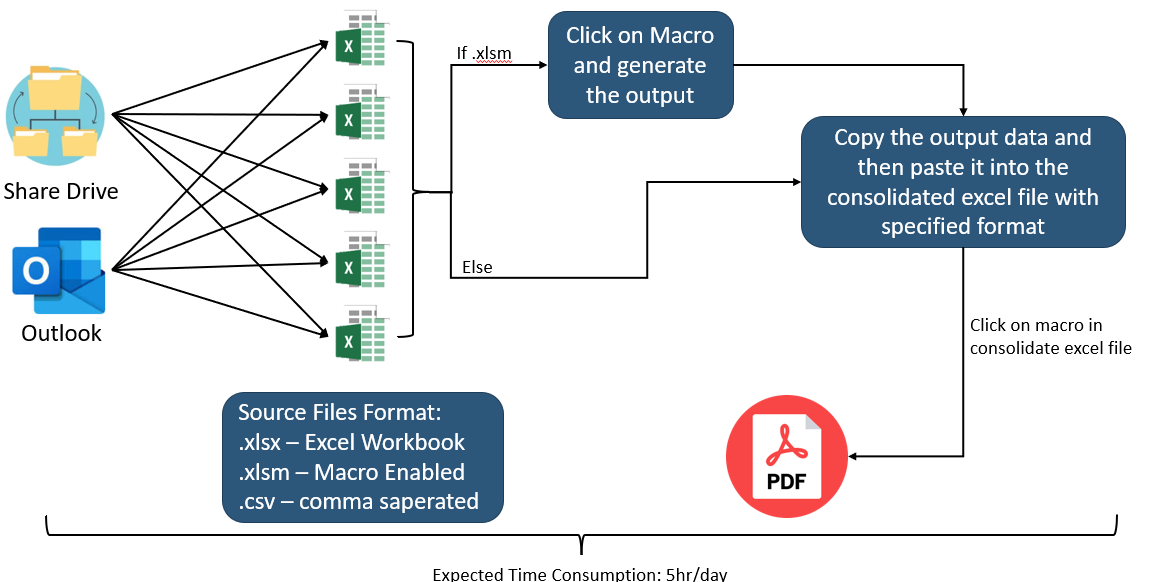 Share Drive
Outlook
X
X
X
X
X
O
If .xlsm
Else
Click on Macro
and generate
the output
Copy the output data and
then paste it into the
consolidated excel file with
specified format
Click on macro in
consolidate excel file
PDF
Source Files Format:
.xlsx – Excel Workbook
.xlsm – Macro Enabled
.csv – comma saperated
Expected Time Consumption: 5hr/day